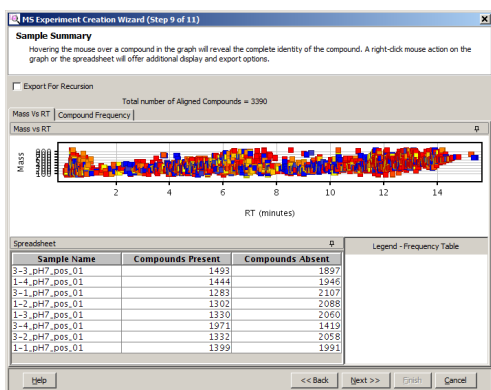 MS Experiment Creation Wizard (Step 9 of 11)
Sample Summary
Hovering the mouse over a compound in the graph will reveal the complete identity of the compound. A right-click mouse action on the
graph or the spreadsheet will offer additional display and export options.
Export For Recursion
Total number of Aligned Compounds = 3390
Mass Vs RT Compound Frequency
Mass vs RT
Mass
2 4 6 8 10 12 14
RT (minutes)
Spreadsheet Legend - Frequency Table
Sample Name Compounds Present Compounds Absent
3-3_pH7_pos_01 1493 1897
1-4_pH7_pos_01 1444 1946
3-1_pH7_pos_01 1283 2107
1-2_pH7_pos_01 1302 2088
1-3_pH7_pos_01 1330 2060
3-4_pH7_pos_01 1971 1419
3-2_pH7_pos_01 1332 2058
1-1_pH7_pos_01 1399 1991
Help << Back Next >> Finish Cancel